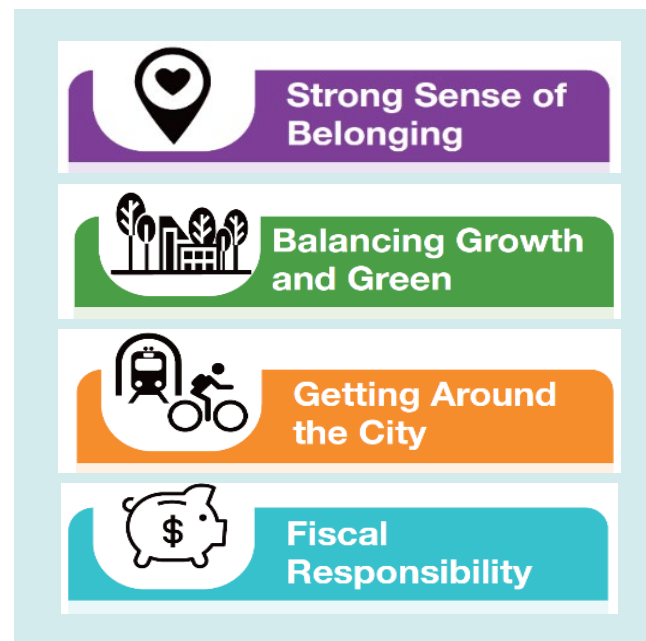 Strong Sense of
Belonging
Balancing Growth
and Green
Getting Around
the City
$
Fiscal
Responsibility